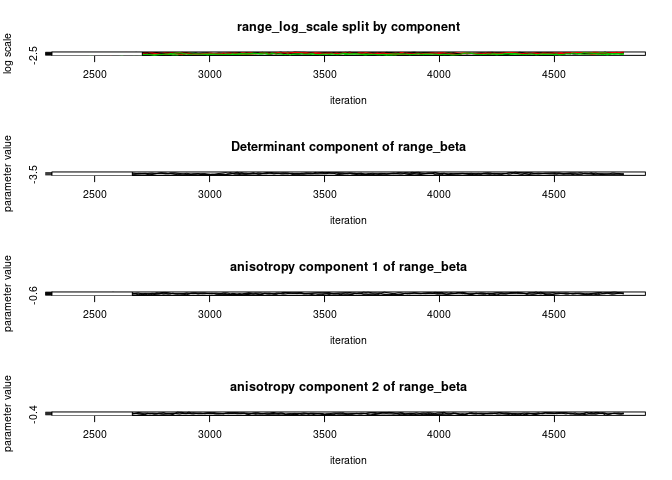 range_log_scale split by component
log scale
-2.5
2500 3000 3500 4000 4500
iteration
Determinant component of range_beta
parameter value
-3.5
2500 3000 3500 4000 4500
iteration
anisotropy component 1 of range_beta
parameter value
-0.6
2500 3000 3500 4000 4500
iteration
anisotropy component 2 of range_beta
parameter value
-0.4
2500 3000 3500 4000 4500
iteration